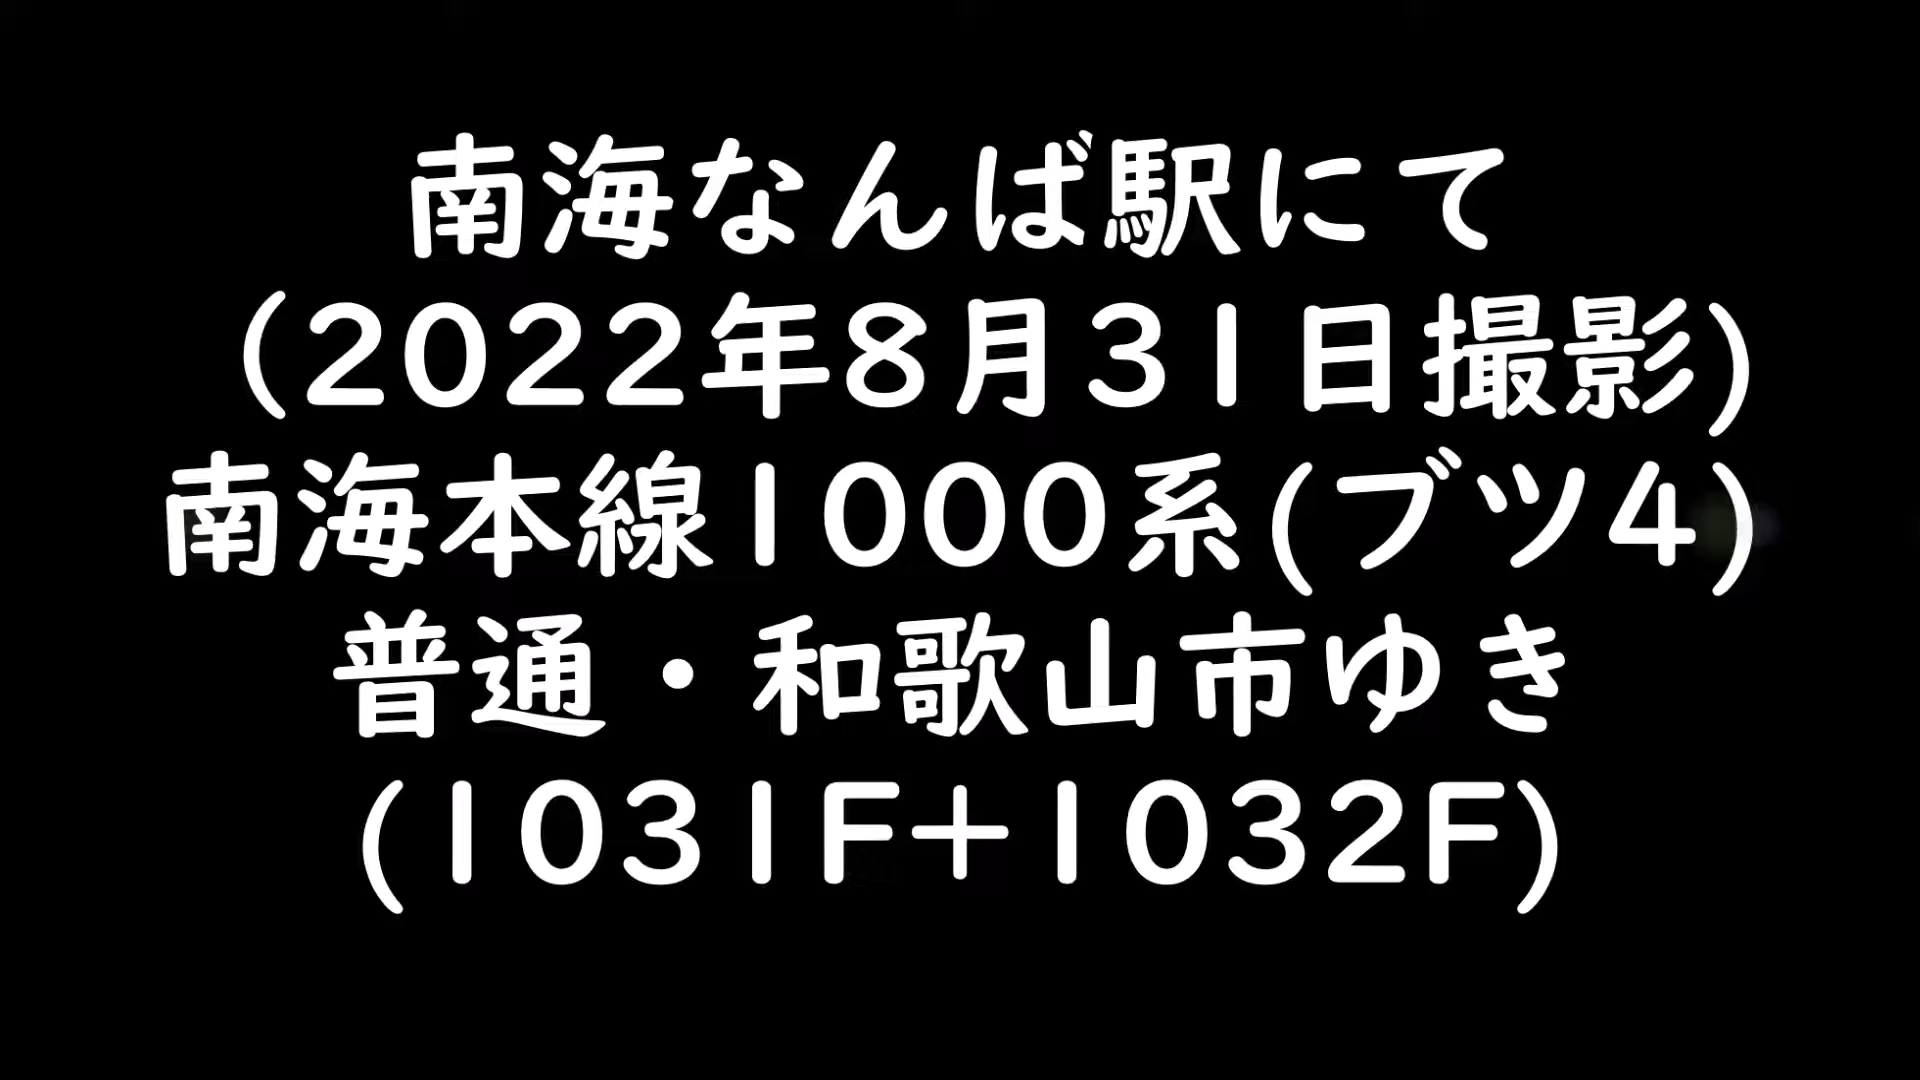 南海なんば駅にて
(2022年8月31日撮影)
南海本線1000系(ブツ4)
普通・和歌山市ゆき
(1031F+1032F)